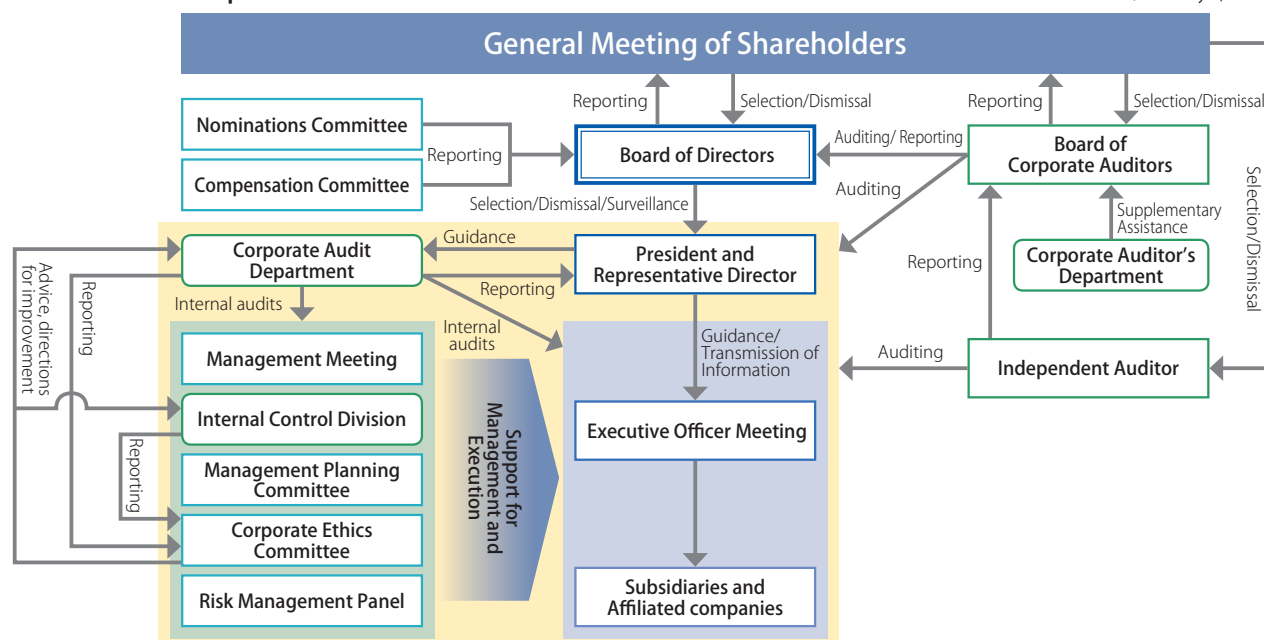 General Meeting of Shareholders
Reporting
Selection/Dismissal
Reporting
Selection/Dismissal
Nominations Committee
Compensation Committee
Reporting
Board of Directors
Auditing/ Reporting
Board of
Corporate Auditors
Auditing
Selection/Dismissal/Surveillance
Supplementary
Assistance
Selection/Dismissal
Corporate Audit
Department
Guidance
President and
Representative Director
Reporting
Corporate Auditor's
Department
Reporting
Advice, directions
for improvement
Reporting
Internal audits
Internal
audits
Guidance/
Transmission of
Information
Auditing
Independent Auditor
Management Meeting
Internal Control Division
Reporting
Management Planning
Committee
Corporate Ethics
Committee
Risk Management Panel
Support for
Management and
Execution
Executive Officer Meeting
Subsidiaries and
Affiliated companies